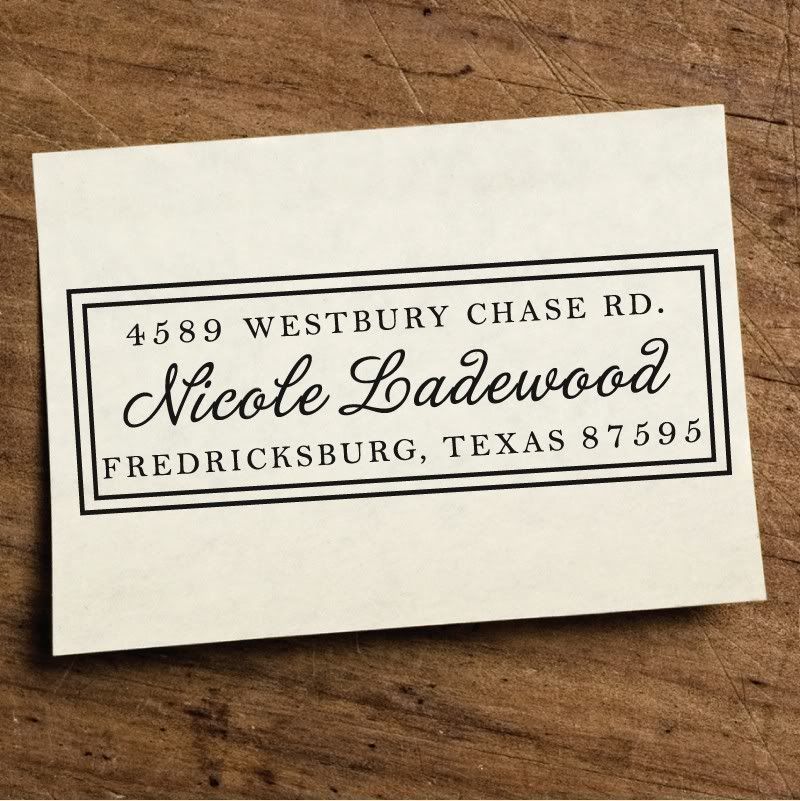 4589 WESTBURY CHASE RD.
Nicole Ladewood
FREDRICKSBURG, TEXAS 87595